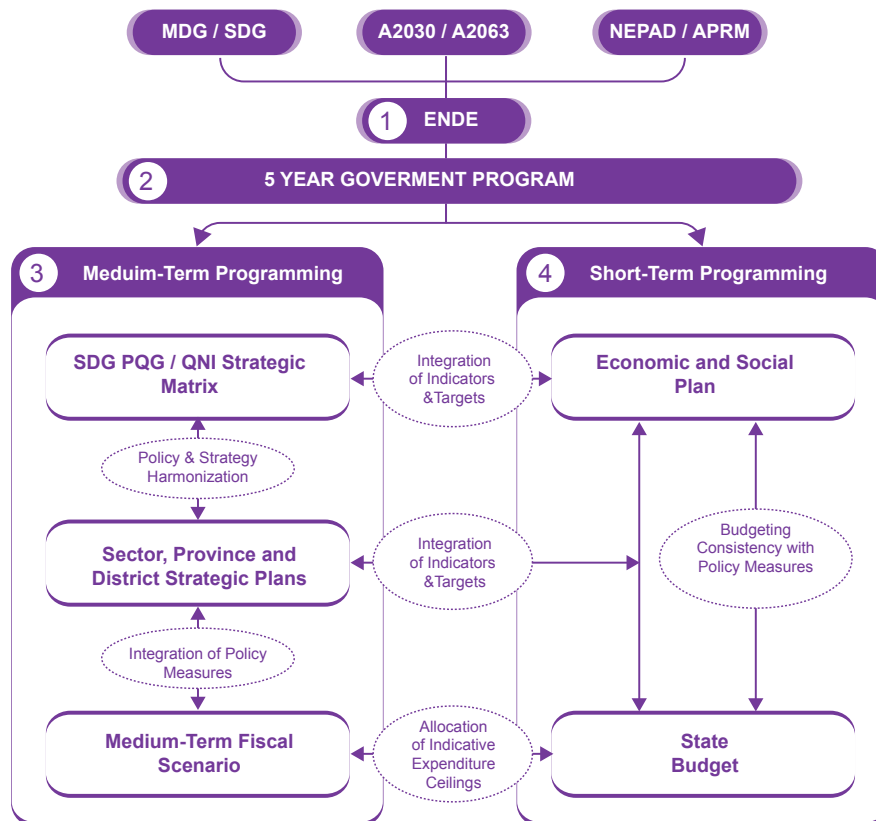 MDG / SDG
A2030 / A2063
NEPAD / APRM
1
ENDE
2
5 YEAR GOVERMENT PROGRAM
3
Meduim-Term Programming
4
Short-Term Programming
SDG PQG / QNI Strategic
Matrix
Integration
of Indicators
&Targets
Economic and Social
Plan
Policy & Strategy
Harmonization
Sector, Province and
District Strategic Plans
Integration
of Indicators
&Targets
Budgeting
Consistency with
Policy Measures
Integration of Policy
Measures
Medium-Term Fiscal
Scenario
Allocation
of Indicative
Expenditure
Ceilings
State
Budget